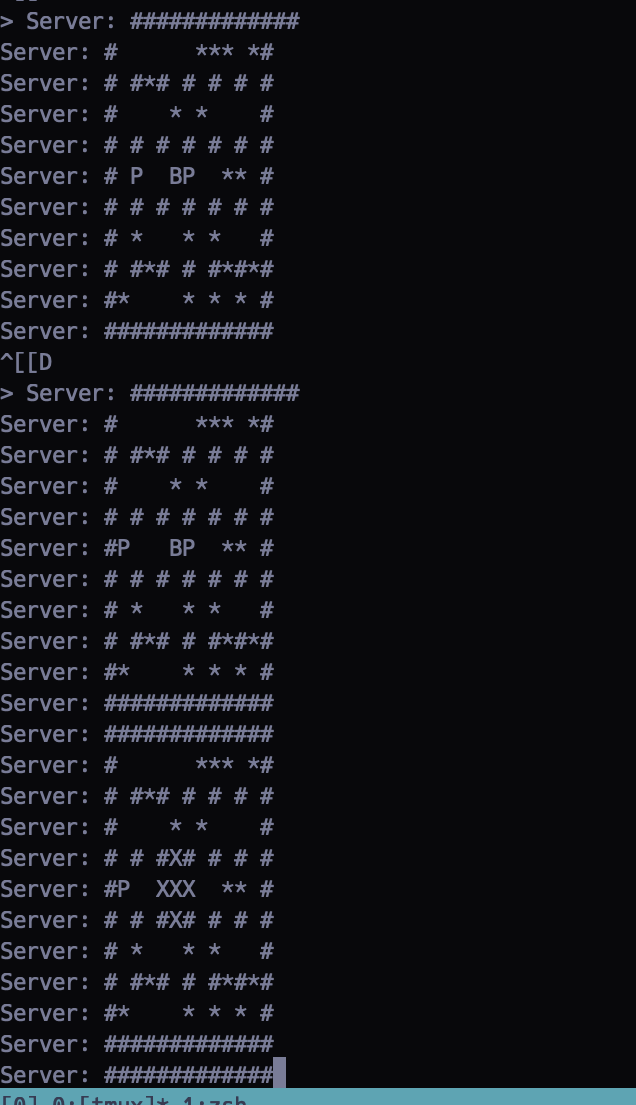 > Server: #############
Server: #      *** *#
Server: # #*# # # # #
Server: #    * *    #
Server: # # # # # # #
Server: # P  BP  ** #
Server: # # # # # # #
Server: # *   * *   #
Server: # #*# # #*#*#
Server: #*    * * * #
Server: #############
^[[D
> Server: #############
Server: #      *** *#
Server: # #*# # # # #
Server: #    * *    #
Server: # # # # # # #
Server: #P   BP  ** #
Server: # # # # # # #
Server: # *   * *   #
Server: # #*# # #*#*#
Server: #*    * * * #
Server: #############
Server: #############
Server: #      *** *#
Server: # #*# # # # #
Server: #    * *    #
Server: # # #X# # # #
Server: #P  XXX  ** #
Server: # # #X# # # #
Server: # *   * *   #
Server: # #*# # #*#*#
Server: #*    * * * #
Server: #############
Server: #############
[0] 0:[tmux]* 1:zsh